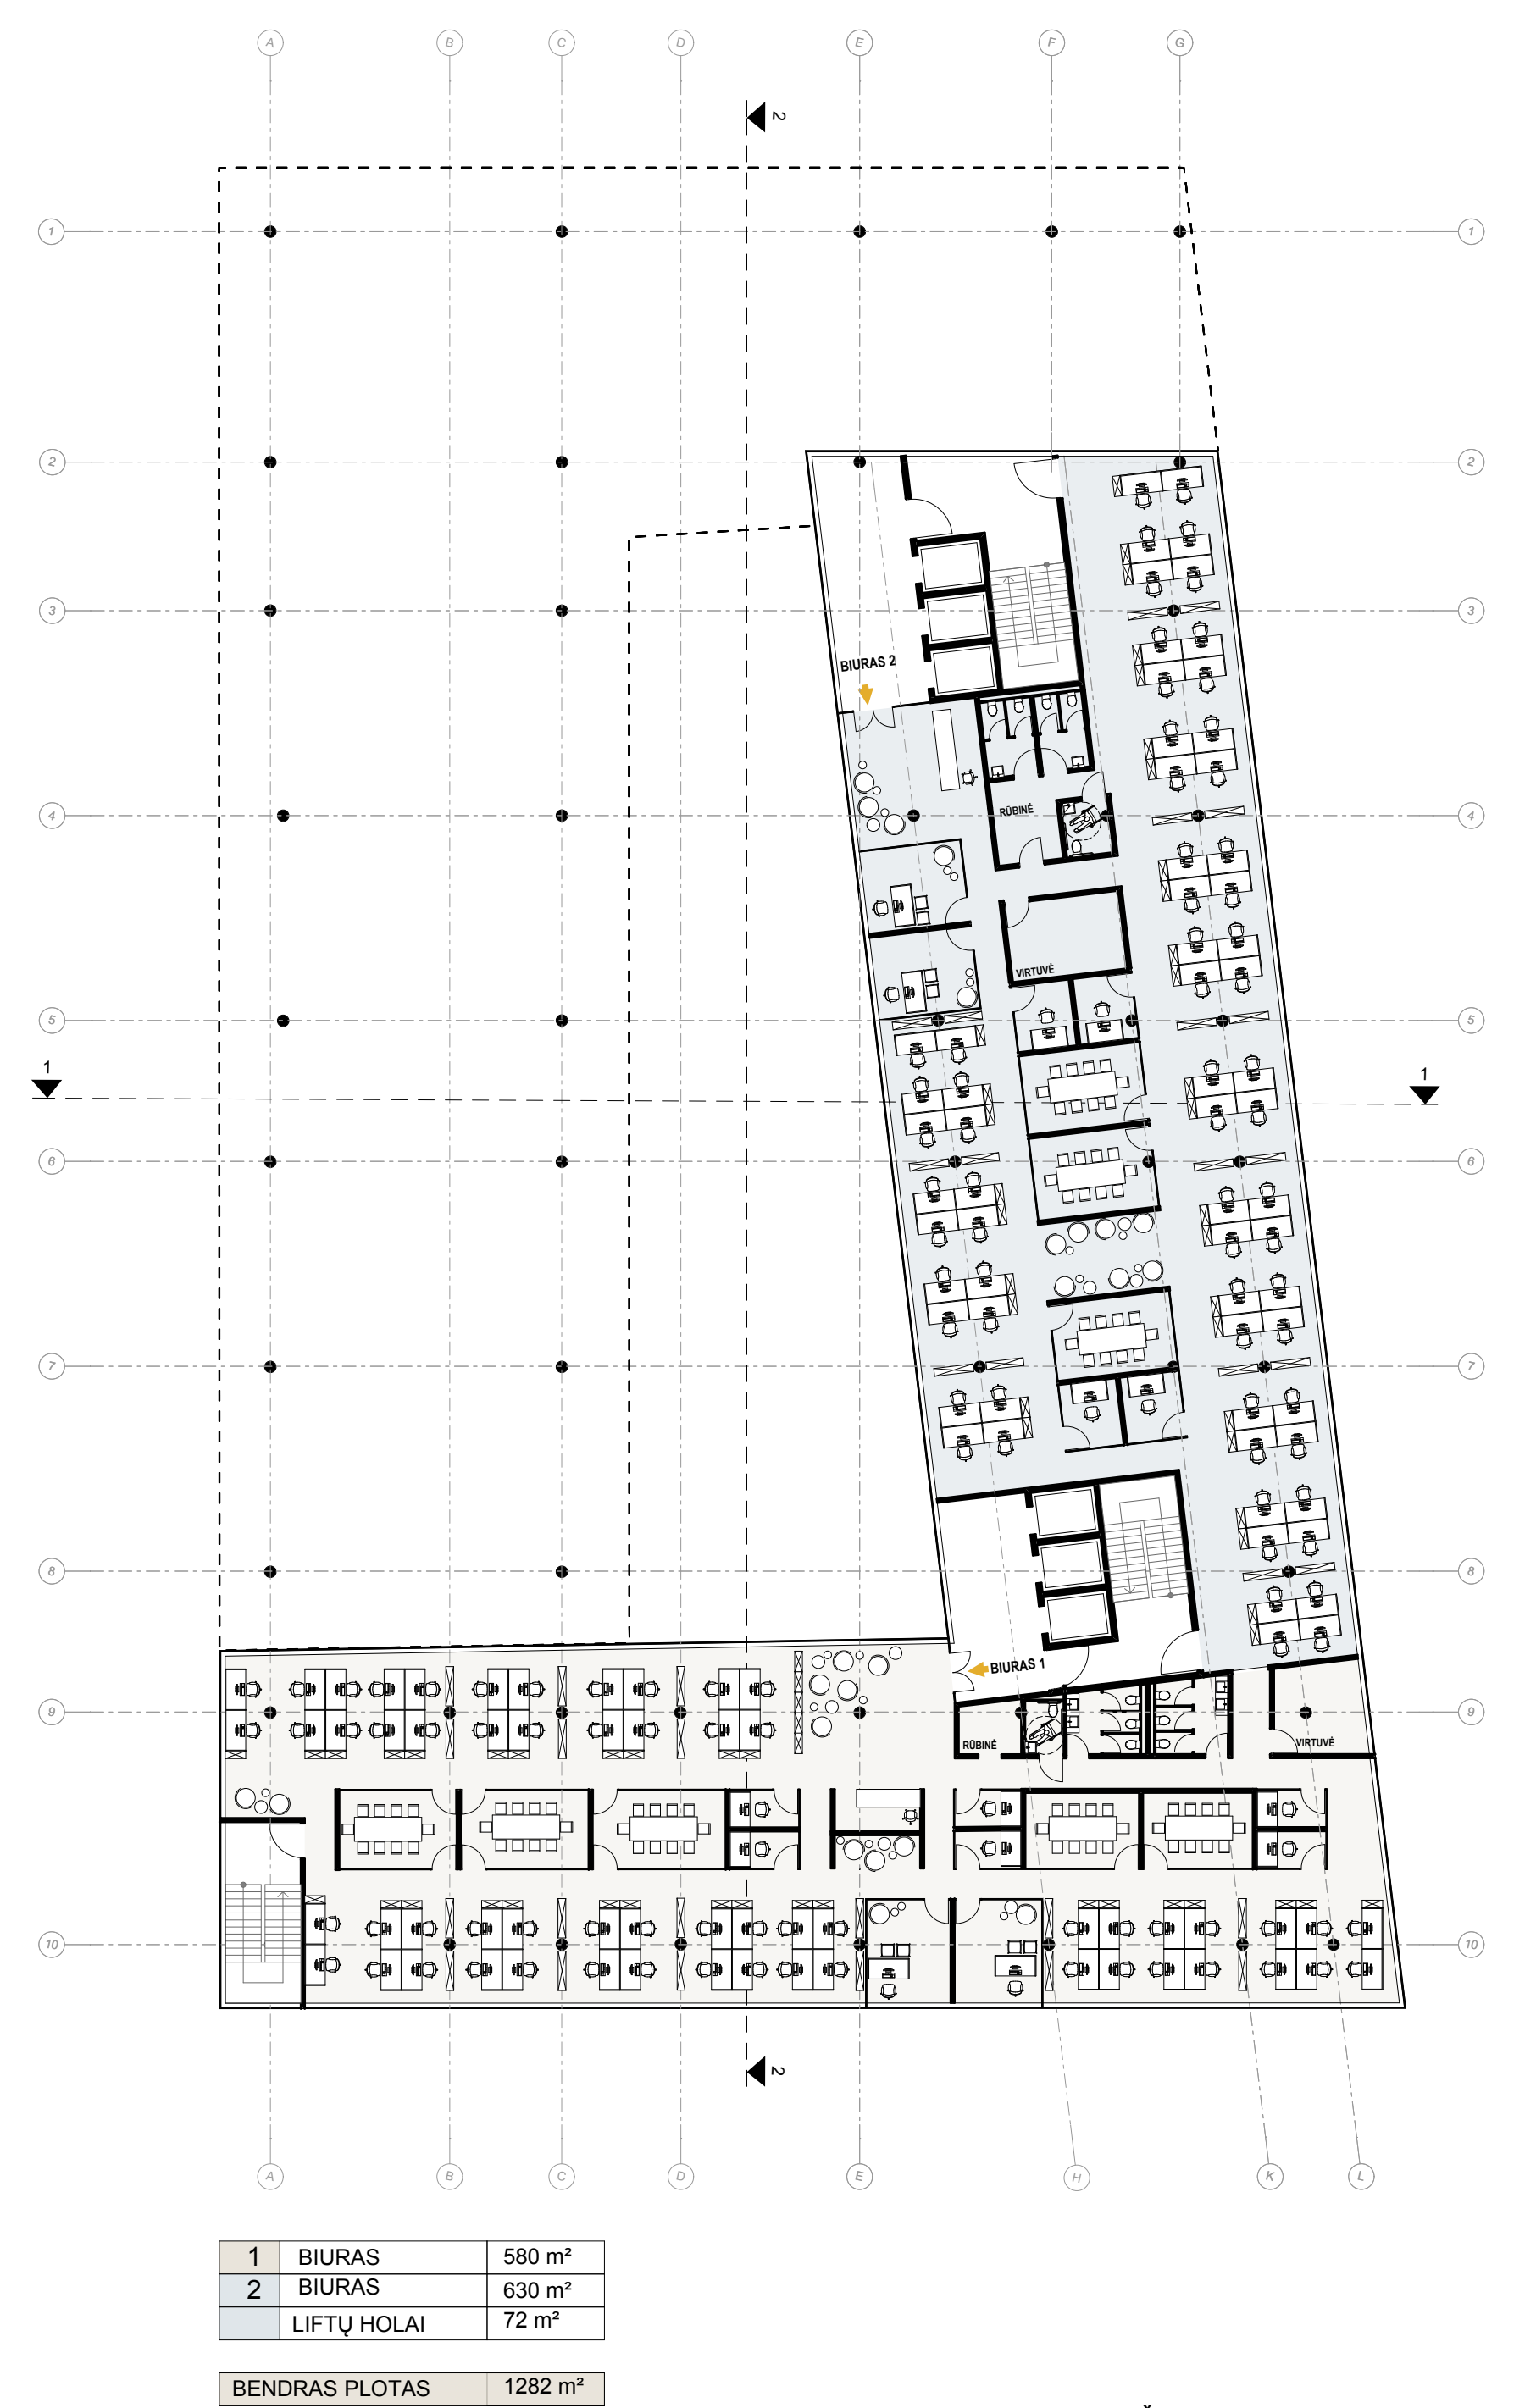 A B C D E F G
2
1 1
2 2
3 3
BIURAS 2
4 4
RŪBINĖ
VIRTUVĖ
5 5
1 1
6 6
7 7
8 8
BIURAS 1
9 9
RŪBINĖ
VIRTUVĖ
10 10
2
A B C D E H K L
1 BIURAS 580 m²
2 BIURAS 630 m²
LIFTŲ HOLAI 72 m²
BENDRAS PLOTAS 1282 m²